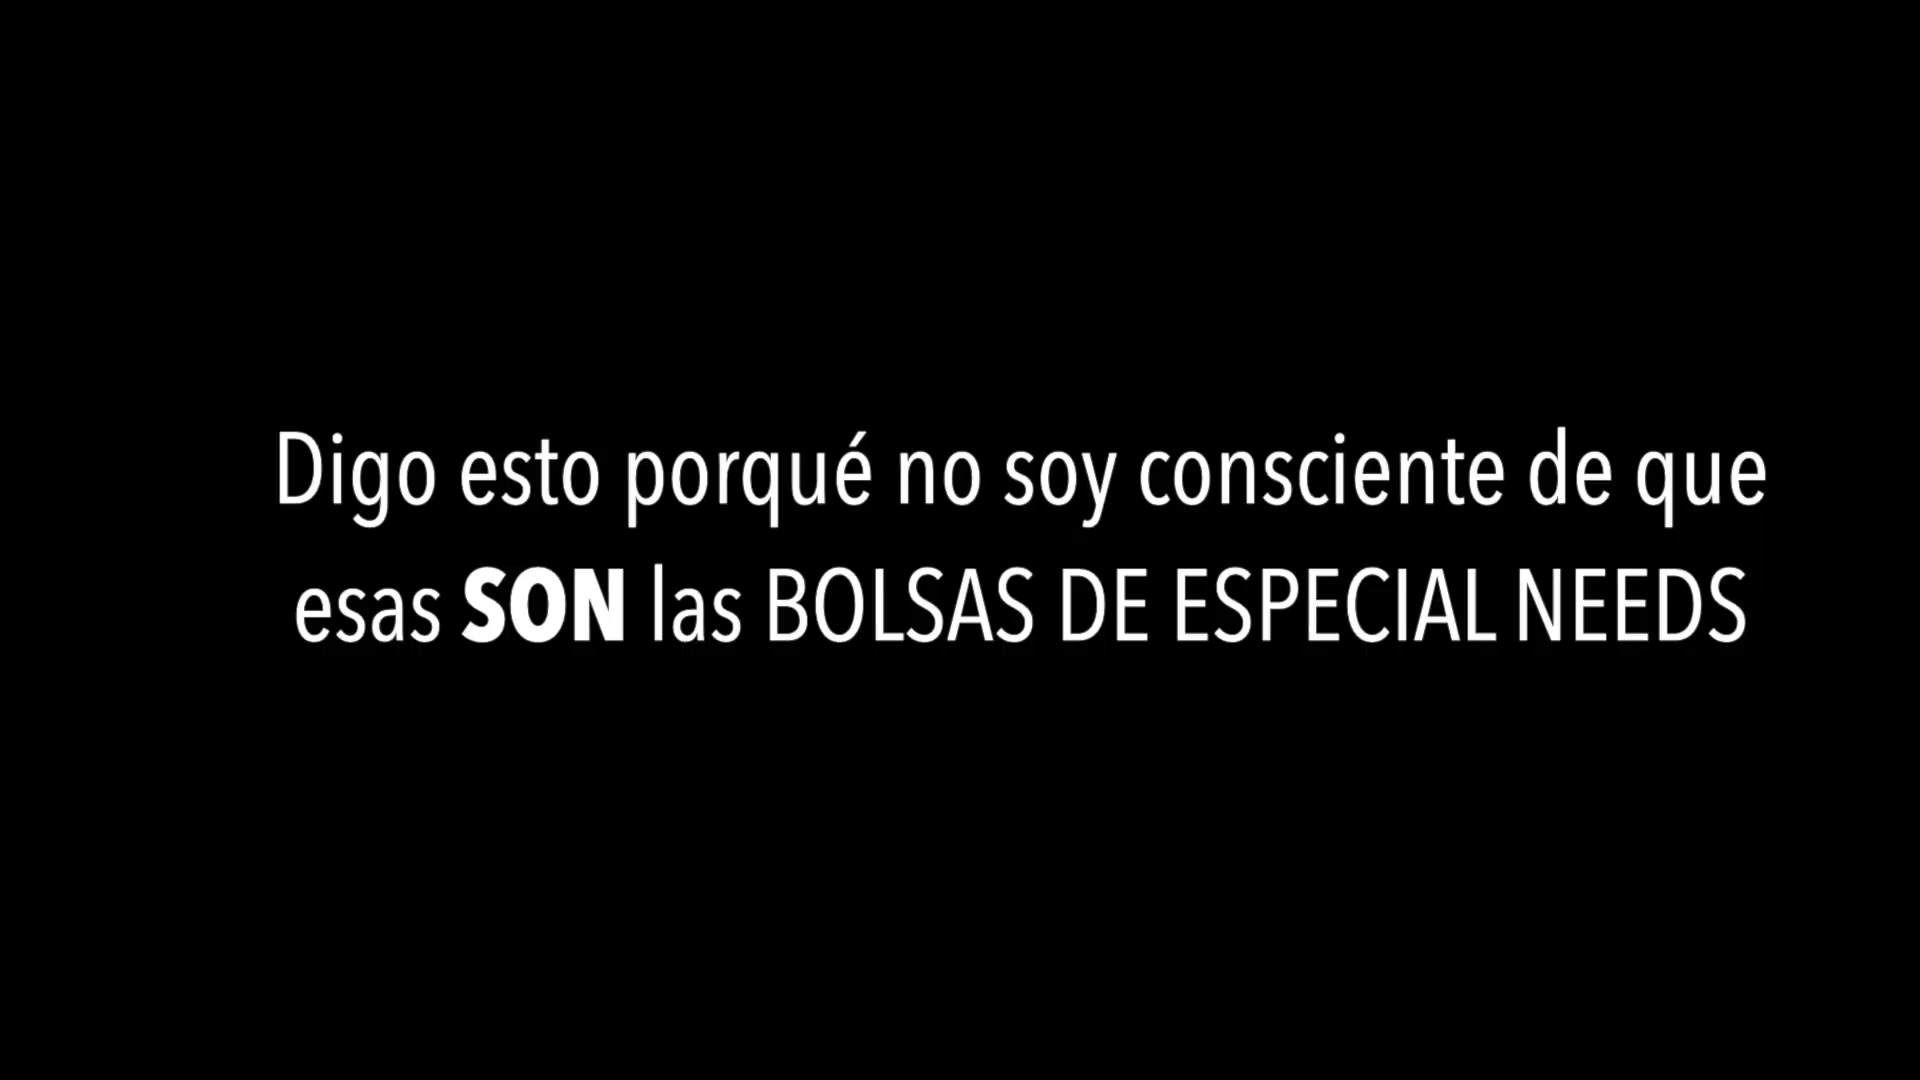 Digo esto porqué no soy consciente de que
esas SON las BOLSAS DE ESPECIAL NEEDS